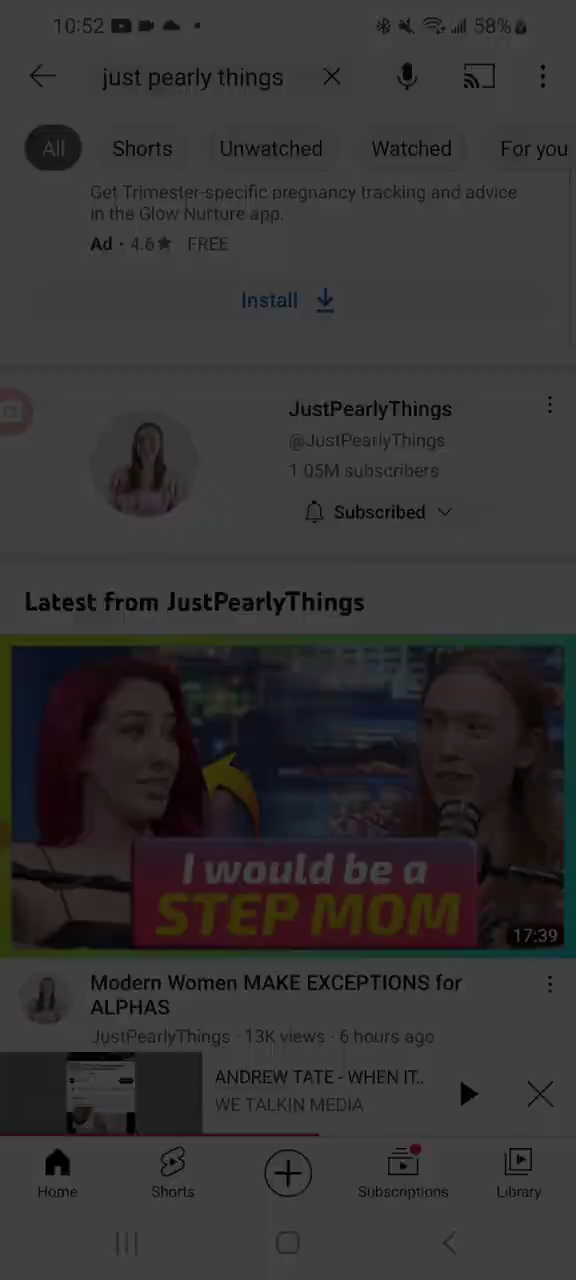 10:52 58%
just pearly things
All Shorts Unwatched Watched For you
Get Trimester-specific pregnancy tracking and advice
in the Glow Nurture app.
Ad · 4.6★ FREE
Install
JustPearlyThings
@JustPearlyThings
1.05M subscribers
Subscribed
Latest from JustPearlyThings
I would be a
STEP MOM
17:39
Modern Women MAKE EXCEPTIONS for
ALPHAS
JustPearlyThings · 13K views · 6 hours ago
ANDREW TATE - WHEN IT..
WE TALKIN MEDIA
Home Shorts Subscriptions Library